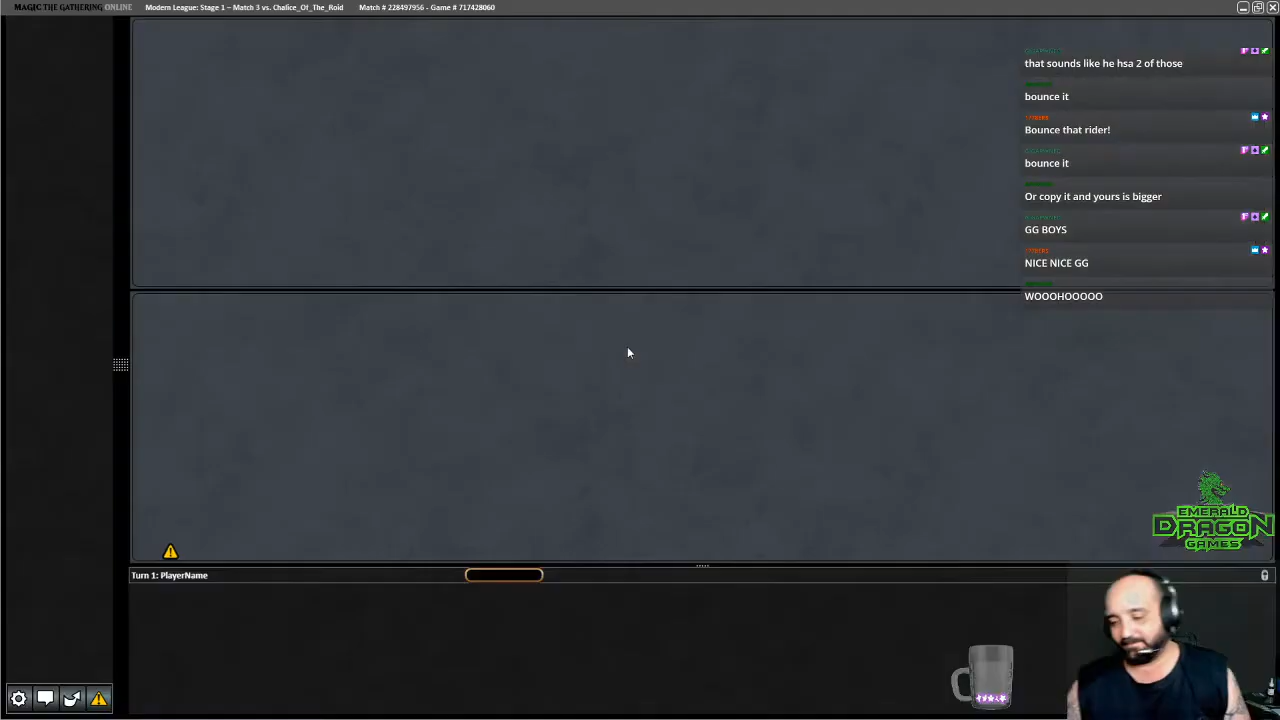 MAGIC THE GATHERING ONLINE Modern League: Stage 1 – Match 3 vs. Chalice_Of_The_Roid Match # 228497956 - Game # 717428060
that sounds like he hsa 2 of those
bounce it
Bounce that rider!
bounce it
Or copy it and yours is bigger
GG BOYS
NICE NICE GG
WOOOHOOOOO
EMERALD
DRAGON
GAMES
Turn 1: PlayerName